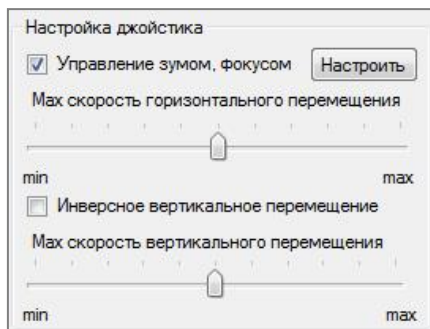 Настройка джойстика
Управление зумом, фокусом Настроить
Max скорость горизонтального перемещения
min max
Инверсное вертикальное перемещение
Max скорость вертикального перемещения
min max